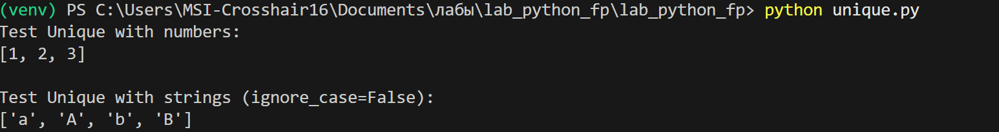 (venv) PS C:\Users\MSI-Crosshair16\Documents\лабы\lab_python_fp\lab_python_fp> python unique.py
Test Unique with numbers:
[1, 2, 3]
Test Unique with strings (ignore_case=False):
['a', 'A', 'b', 'B']